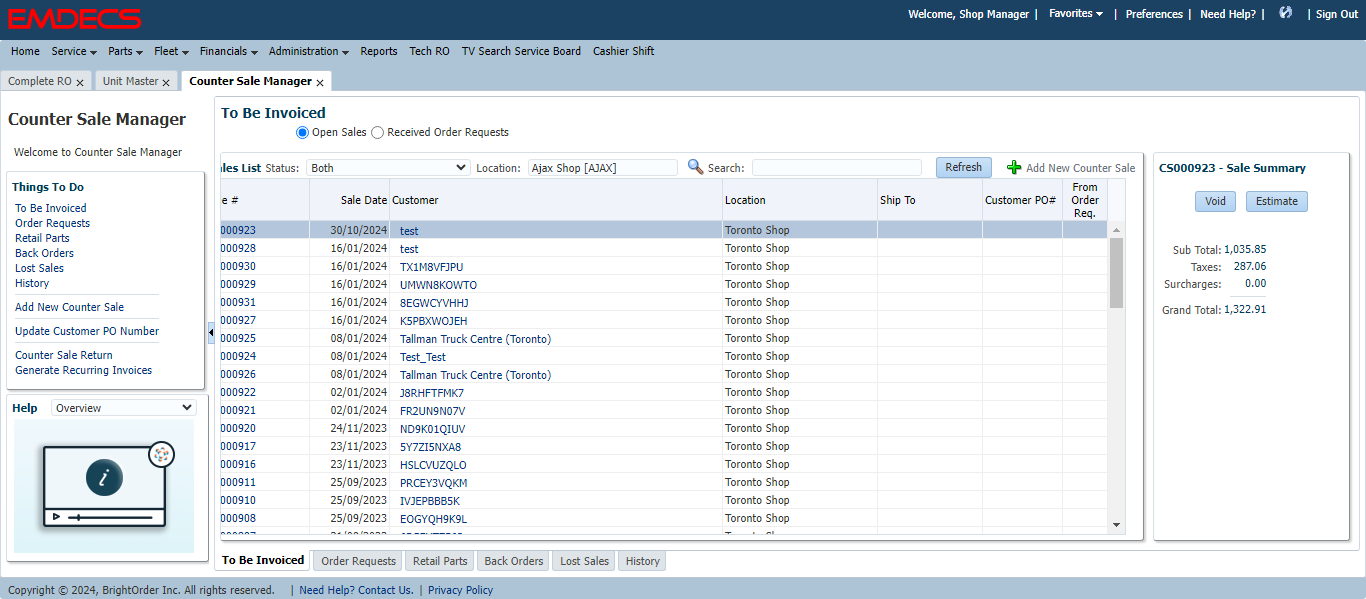 EMDECS
Welcome, Shop Manager | Favorites | Preferences | Need Help? | | Sign Out
Home Service Parts Fleet Financials Administration Reports Tech RO TV Search Service Board Cashier Shift
Complete RO Unit Master Counter Sale Manager
Counter Sale Manager
Welcome to Counter Sale Manager
Things To Do
To Be Invoiced
Order Requests
Retail Parts
Back Orders
Lost Sales
History
Add New Counter Sale
Update Customer PO Number
Counter Sale Return
Generate Recurring Invoices
Help Overview
To Be Invoiced
Open Sales Received Order Requests
ales List Status: Both Location: Ajax Shop [AJAX] Search: Refresh Add New Counter Sale
e # Sale Date Customer Location Ship To Customer PO# From Order Req.
000923 30/10/2024 test Toronto Shop
000928 16/01/2024 test Toronto Shop
000930 16/01/2024 TX1M8VFJPU Toronto Shop
000929 16/01/2024 UMWN8KOWTO Toronto Shop
000931 16/01/2024 8EGWCYVHHJ Toronto Shop
000927 16/01/2024 K5PBXWOJEH Toronto Shop
000925 08/01/2024 Tallman Truck Centre (Toronto) Toronto Shop
000924 08/01/2024 Test_Test Toronto Shop
000926 08/01/2024 Tallman Truck Centre (Toronto) Toronto Shop
000922 02/01/2024 J8RHFTFMK7 Toronto Shop
000921 02/01/2024 FR2UN9N07V Toronto Shop
000920 24/11/2023 ND9K01QIUV Toronto Shop
000917 23/11/2023 5Y7ZI5NXA8 Toronto Shop
000916 23/11/2023 HSLCVUZQLO Toronto Shop
000911 25/09/2023 PRCEY3VQKM Toronto Shop
000910 25/09/2023 IVJEPBBB5K Toronto Shop
000908 25/09/2023 EOGYQH9K9L Toronto Shop
CS000923 - Sale Summary
Void Estimate
Sub Total: 1,035.85
Taxes: 287.06
Surcharges: 0.00
Grand Total: 1,322.91
To Be Invoiced Order Requests Retail Parts Back Orders Lost Sales History
Copyright © 2024, BrightOrder Inc. All rights reserved. | Need Help? Contact Us. | Privacy Policy